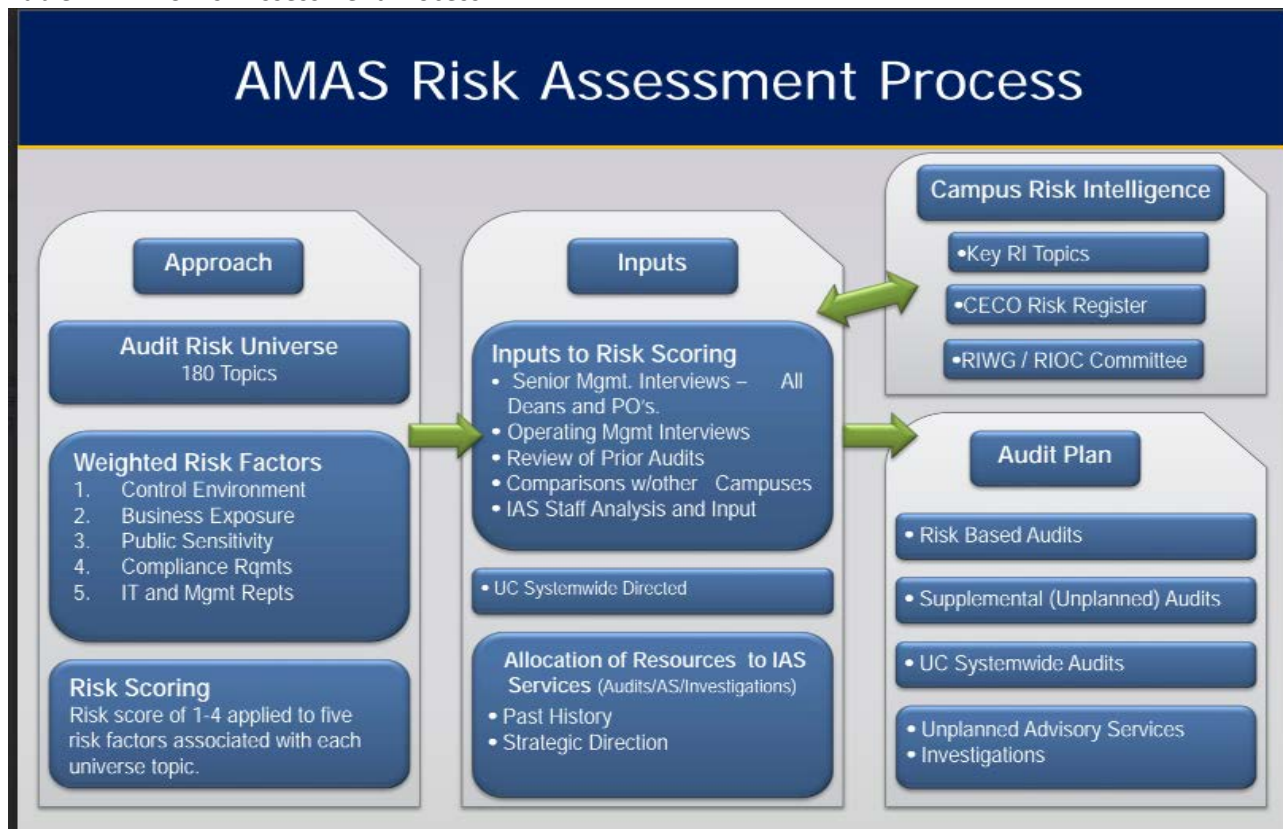 AMAS Risk Assessment Process
Approach
Audit Risk Universe
180 Topics
Weighted Risk Factors
1. Control Environment
2. Business Exposure
3. Public Sensitivity
4. Compliance Rqmts
5. IT and Mgmt Repts
Risk Scoring
Risk score of 1-4 applied to five
risk factors associated with each
universe topic.
Inputs
Inputs to Risk Scoring
• Senior Mgmt. Interviews – All
Deans and PO's.
• Operating Mgmt Interviews
• Review of Prior Audits
• Comparisons w/other Campuses
• IAS Staff Analysis and Input
• UC Systemwide Directed
Allocation of Resources to IAS
Services (Audits/AS/Investigations)
• Past History
• Strategic Direction
Campus Risk Intelligence
•Key RI Topics
•CECO Risk Register
•RIWG / RIOC Committee
Audit Plan
• Risk Based Audits
• Supplemental (Unplanned) Audits
• UC Systemwide Audits
• Unplanned Advisory Services
• Investigations